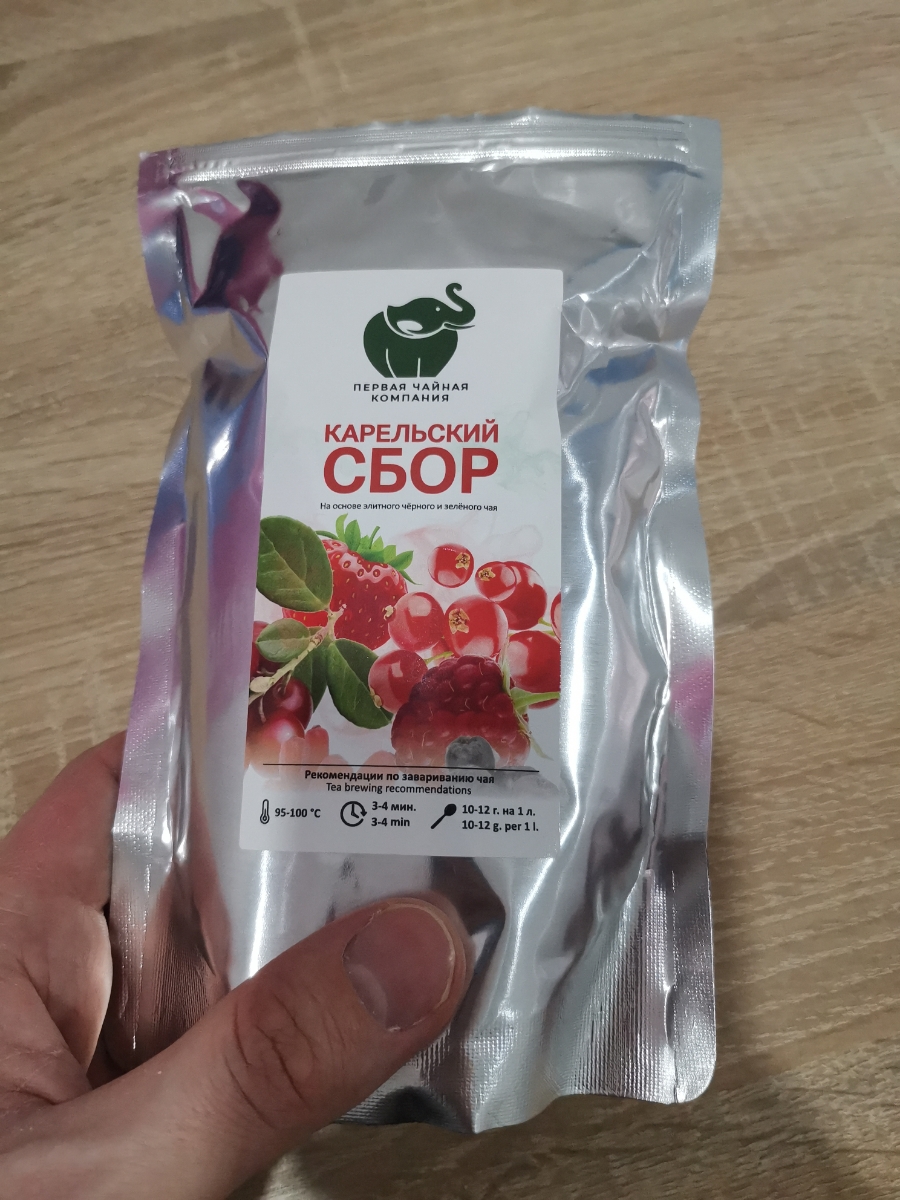 ПЕРВАЯ ЧАЙНАЯ
КОМПАНИЯ
КАРЕЛЬСКИЙ
СБОР
На основе элитного чёрного и зелёного чая
Рекомендации по завариванию чая
Tea brewing recommendations
95-100 °C
3-4 мин.
3-4 min
10-12 г. на 1 л.
10-12 g. per 1 l.